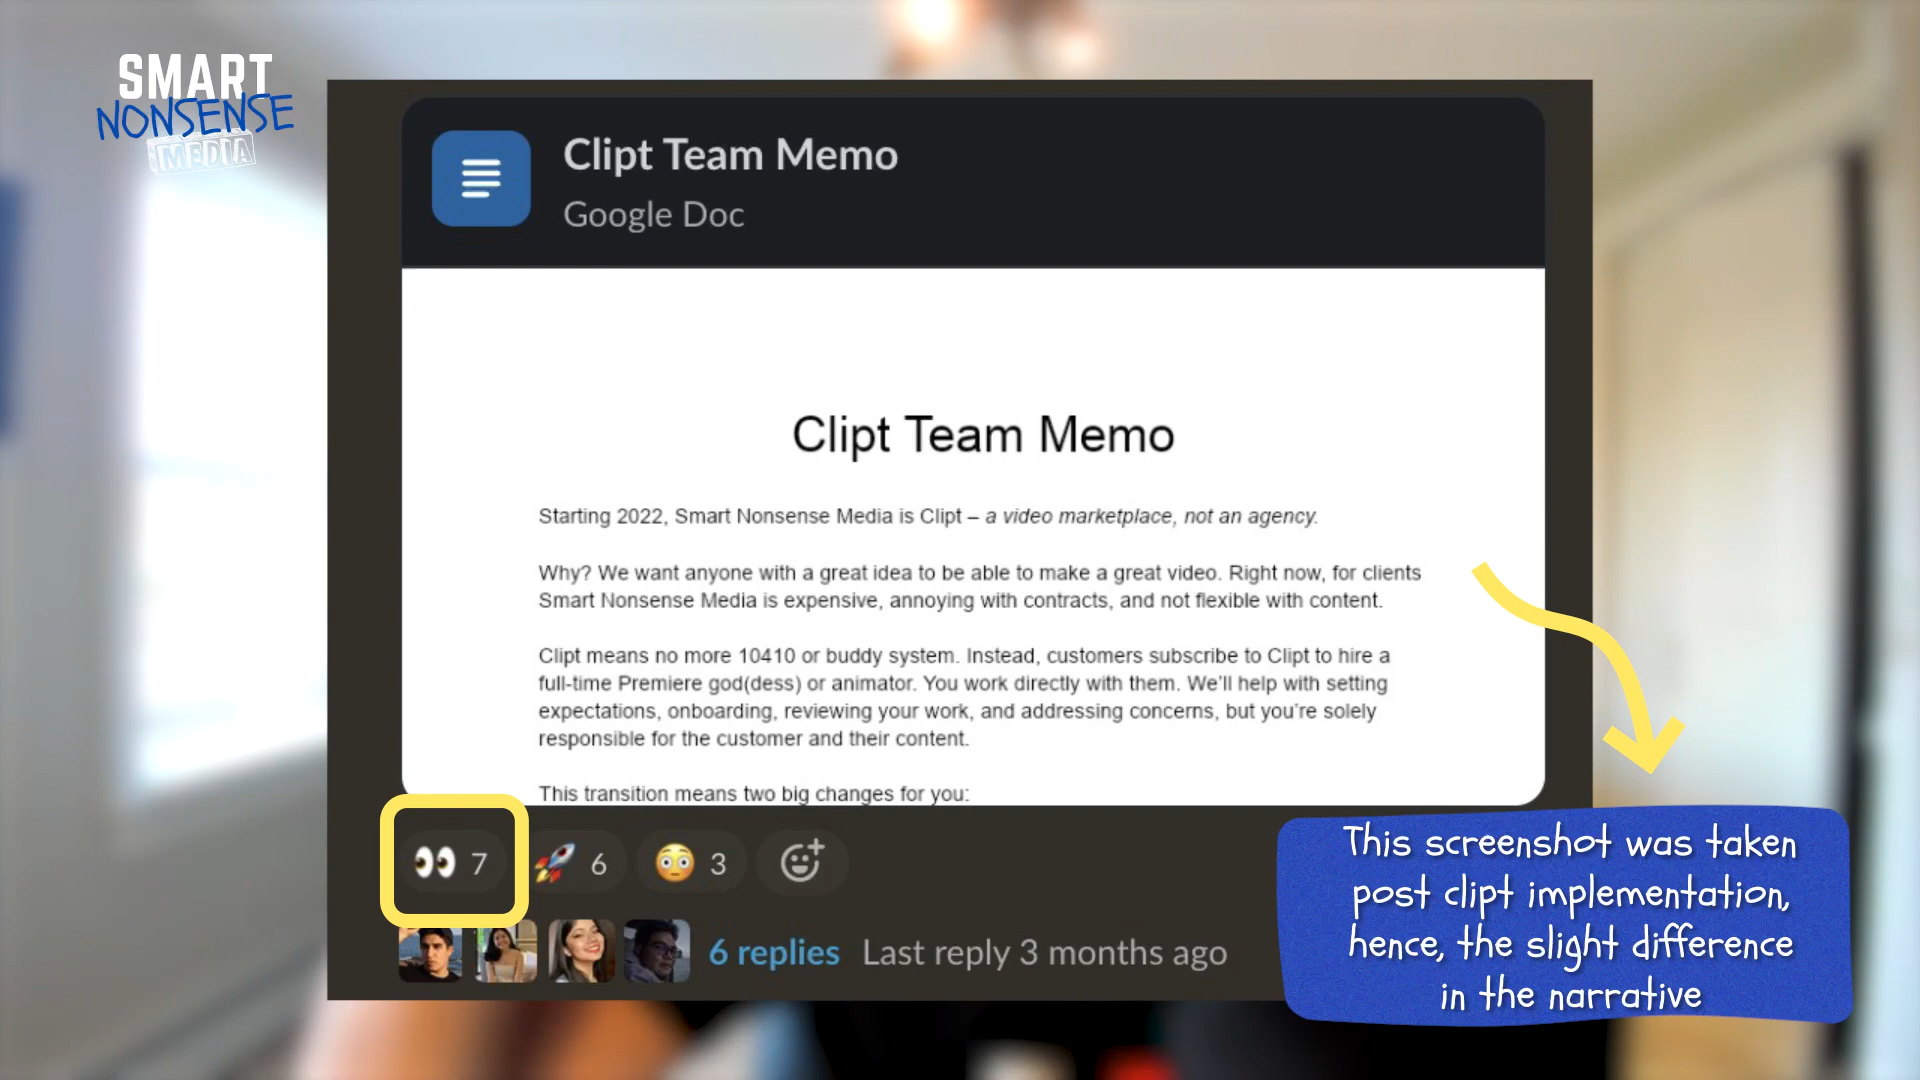 SMART
NONSENSE
MEDIA
Clipt Team Memo
Google Doc
Clipt Team Memo
Starting 2022, Smart Nonsense Media is Clipt – a video marketplace, not an agency.
Why? We want anyone with a great idea to be able to make a great video. Right now, for clients
Smart Nonsense Media is expensive, annoying with contracts, and not flexible with content.
Clipt means no more 10410 or buddy system. Instead, customers subscribe to Clipt to hire a
full-time Premiere god(dess) or animator. You work directly with them. We'll help with setting
expectations, onboarding, reviewing your work, and addressing concerns, but you're solely
responsible for the customer and their content.
This transition means two big changes for you:
7 6 3
6 replies Last reply 3 months ago
This screenshot was taken
post clipt implementation,
hence, the slight difference
in the narrative